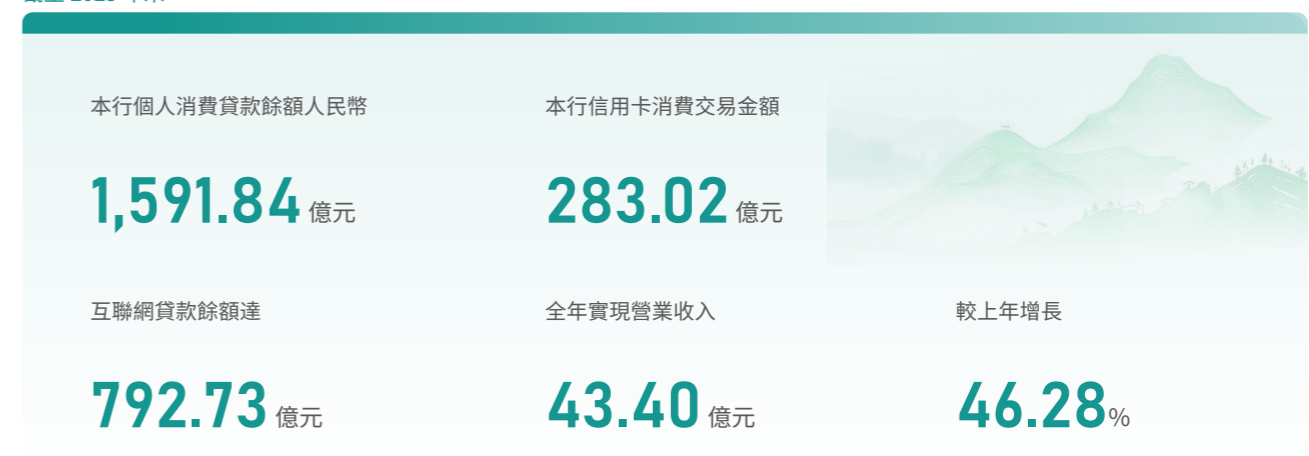 本行個人消費貸款餘額人民幣
本行信用卡消費交易金額
1,591.84 億元
283.02 億元
互聯網貸款餘額達
全年實現營業收入
較上年增長
792.73 億元
43.40 億元
46.28%